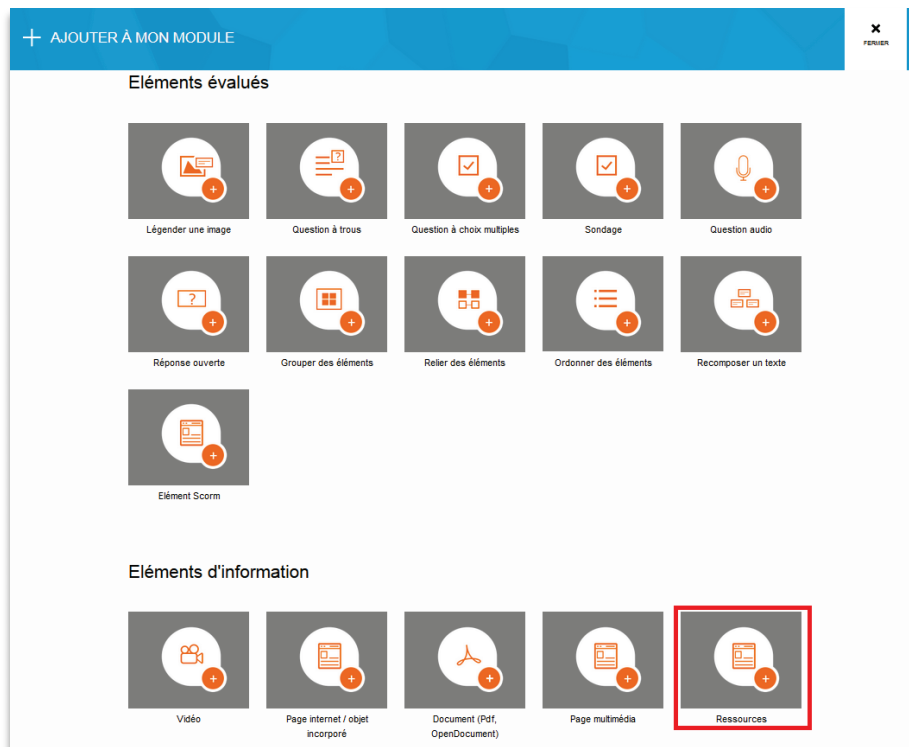 AJOUTER À MON MODULE
FERMER
Eléments évalués
Légender une image
Question à trous
Question à choix multiples
Sondage
Question audio
Réponse ouverte
Grouper des éléments
Relier des éléments
Ordonner des éléments
Recomposer un texte
Elément Scorm
Eléments d'information
Vidéo
Page internet / objet
incorporé
Document (Pdf,
OpenDocument)
Page multimédia
Ressources